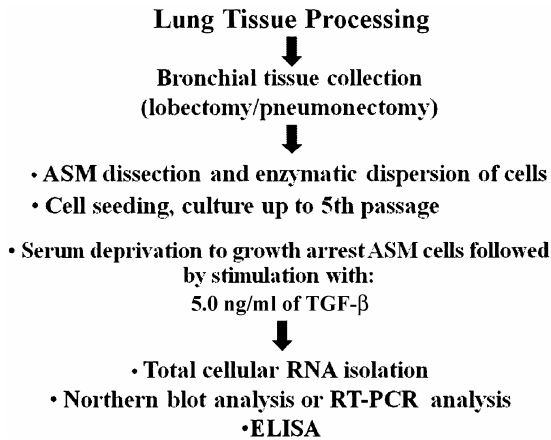 Lung Tissue Processing
Bronchial tissue collection
(lobectomy/pneumonectomy)
• ASM dissection and enzymatic dispersion of cells
• Cell seeding, culture up to 5th passage
• Serum deprivation to growth arrest ASM cells followed
by stimulation with:
5.0 ng/ml of TGF-β
• Total cellular RNA isolation
• Northern blot analysis or RT-PCR analysis
•ELISA